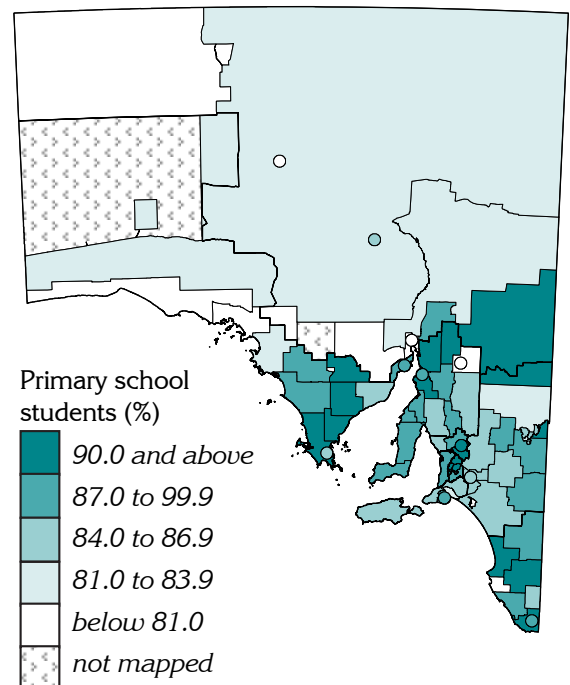 Primary school
students (%)
90.0 and above
87.0 to 99.9
84.0 to 86.9
81.0 to 83.9
below 81.0
not mapped